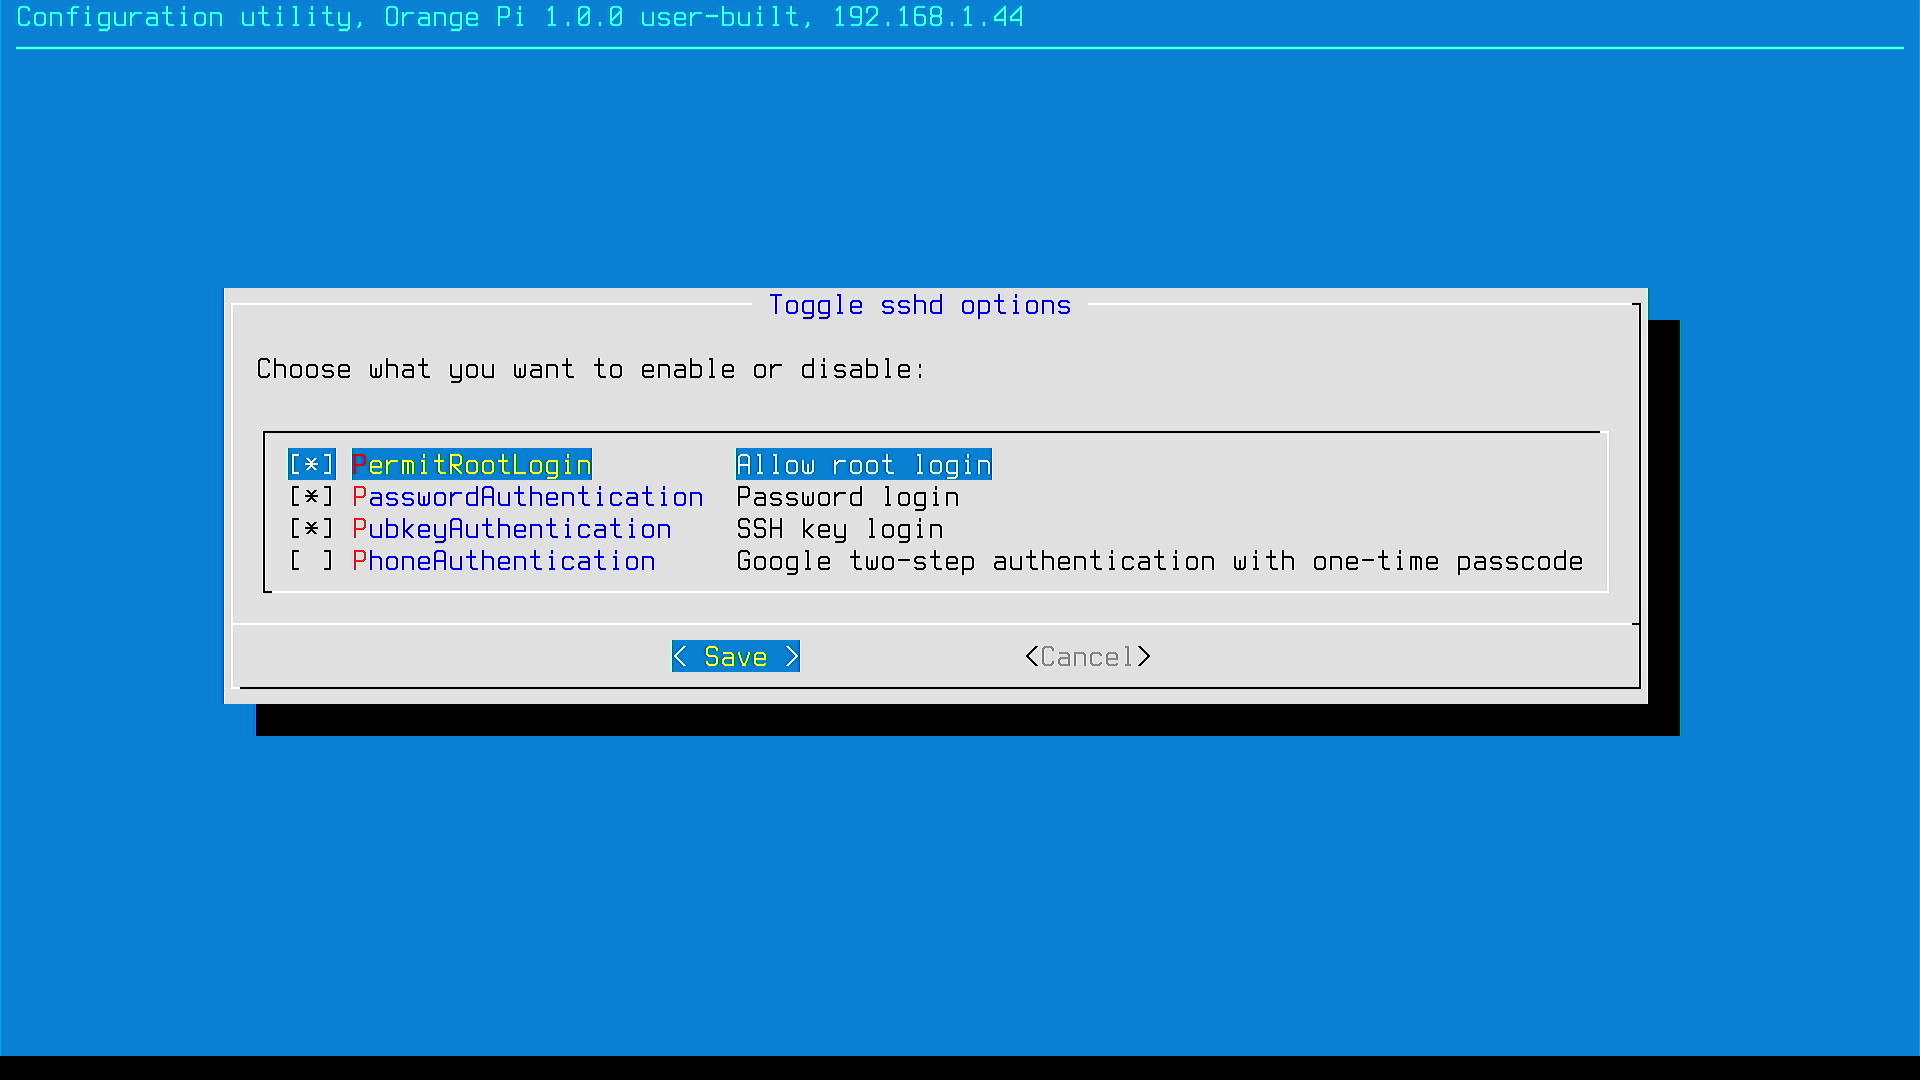 Configuration utility, Orange Pi 1.0.0 user-built, 192.168.1.44
Toggle sshd options
Choose what you want to enable or disable:
[*] PermitRootLogin Allow root login
[*] PasswordAuthentication Password login
[*] PubkeyAuthentication SSH key login
[ ] PhoneAuthentication Google two-step authentication with one-time passcode
< Save > <Cancel>